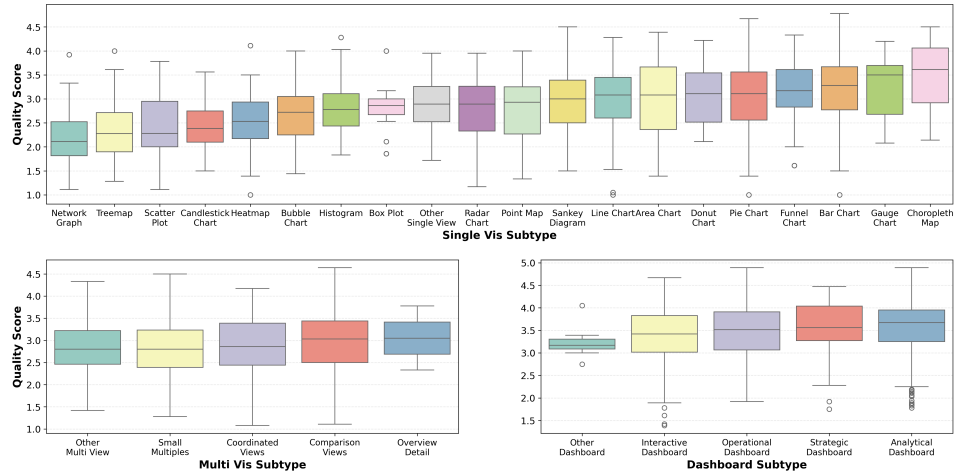 Quality Score
4.5
4.0
3.5
3.0
2.5
2.0
1.5
1.0
Network Graph
Treemap
Scatter Plot
Candlestick Chart
Heatmap
Bubble Chart
Histogram
Box Plot
Other Single View
Radar Chart
Point Map
Sankey Diagram
Line Chart
Area Chart
Donut Chart
Pie Chart
Funnel Chart
Bar Chart
Gauge Chart
Choropleth Map
Single Vis Subtype
Quality Score
4.5
4.0
3.5
3.0
2.5
2.0
1.5
1.0
Other Multi View
Small Multiples
Coordinated Views
Comparison Views
Overview Detail
Multi Vis Subtype
5.0
4.5
4.0
3.5
3.0
2.5
2.0
1.5
Other Dashboard
Interactive Dashboard
Operational Dashboard
Strategic Dashboard
Analytical Dashboard
Dashboard Subtype